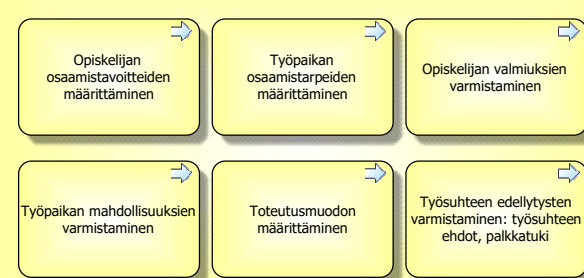 Opiskelijan
osaamistavoitteiden
määrittäminen
Työpaikan
osaamistarpeiden
määrittäminen
Opiskelijan valmiuksien
varmistaminen
Työpaikan mahdollisuuksien
varmistaminen
Toteutusmuodon
määrittäminen
Työsuhteen edellytysten
varmistaminen: työsuhteen
ehdot, palkkatuki